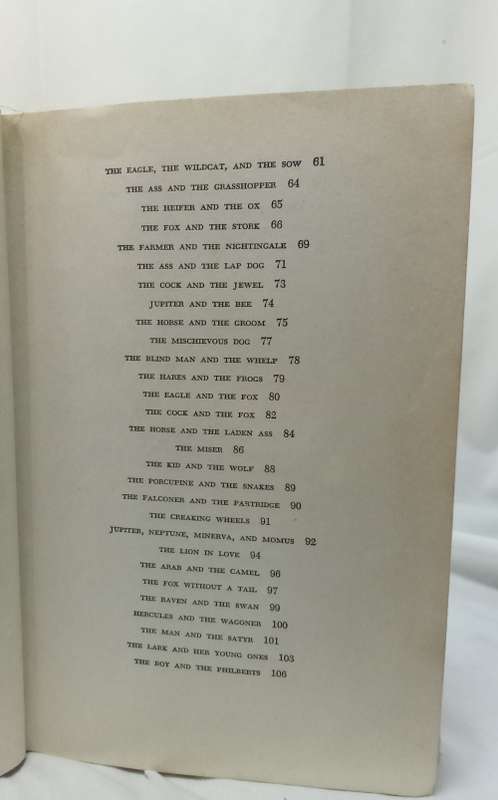 THE EAGLE, THE WILDCAT, AND THE SOW 61
THE ASS AND THE GRASSHOPPER 64
THE HEIFER AND THE OX 65
THE FOX AND THE STORK 66
THE FARMER AND THE NIGHTINGALE 69
THE ASS AND THE LAP DOG 71
THE COCK AND THE JEWEL 73
JUPITER AND THE BEE 74
THE HORSE AND THE GROOM 75
THE MISCHIEVOUS DOG 77
THE BLIND MAN AND THE WHELP 78
THE HARES AND THE FROGS 79
THE EAGLE AND THE FOX 80
THE COCK AND THE FOX 82
THE HORSE AND THE LADEN ASS 84
THE MISER 86
THE KID AND THE WOLF 88
THE PORCUPINE AND THE SNAKES 89
THE FALCONER AND THE PARTRIDGE 90
THE CREAKING WHEELS 91
JUPITER, NEPTUNE, MINERVA, AND MOMUS 92
THE LION IN LOVE 94
THE ARAB AND THE CAMEL 96
THE FOX WITHOUT A TAIL 97
THE RAVEN AND THE SWAN 99
HERCULES AND THE WAGGNER 100
THE MAN AND THE SATYR 101
THE LARK AND HER YOUNG ONES 103
THE BOY AND THE PHILBERTS 106